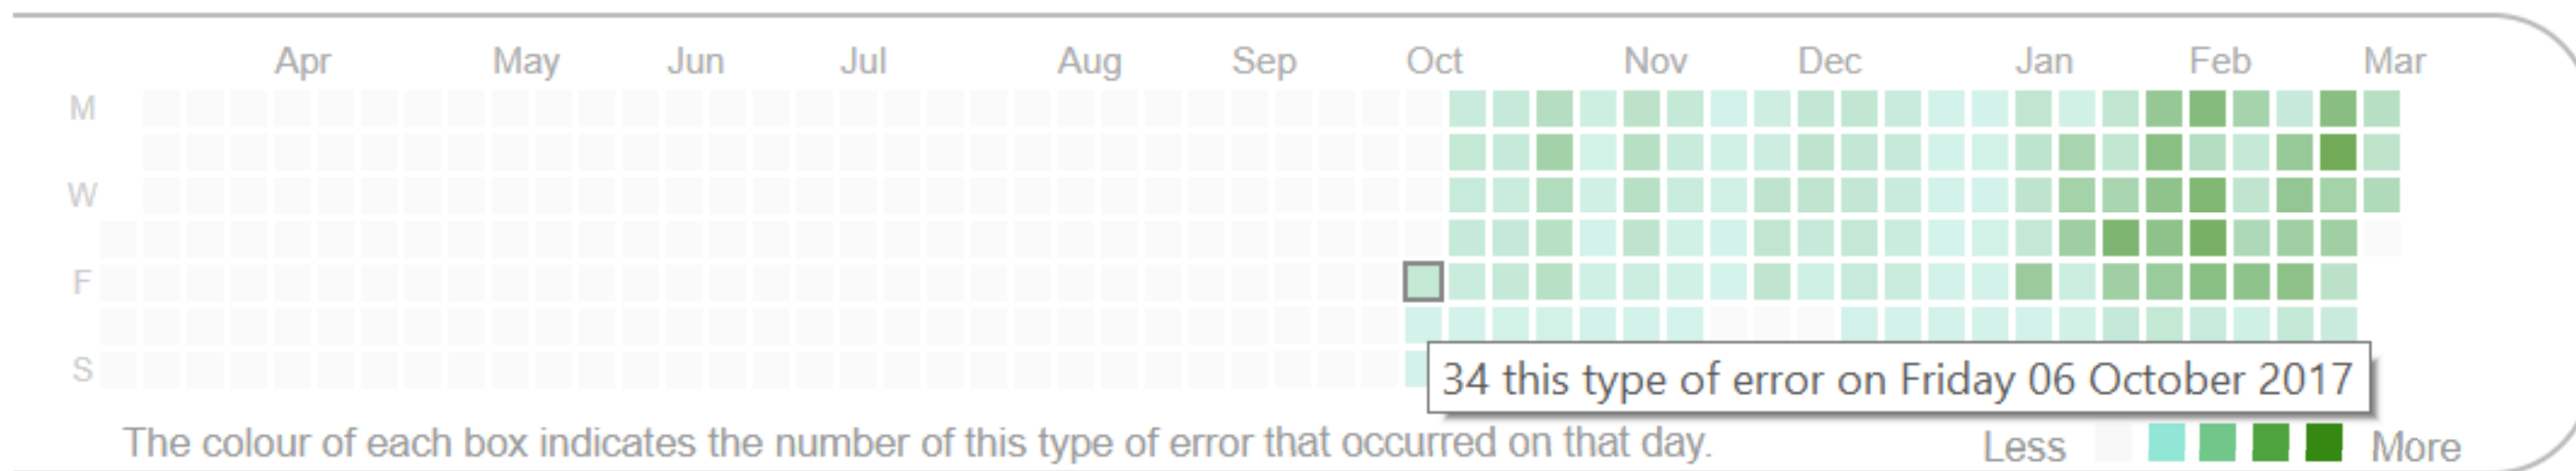 Apr May Jun Jul Aug Sep Oct Nov Dec Jan Feb Mar
M
W
F
S
34 this type of error on Friday 06 October 2017
The colour of each box indicates the number of this type of error that occurred on that day.
Less More